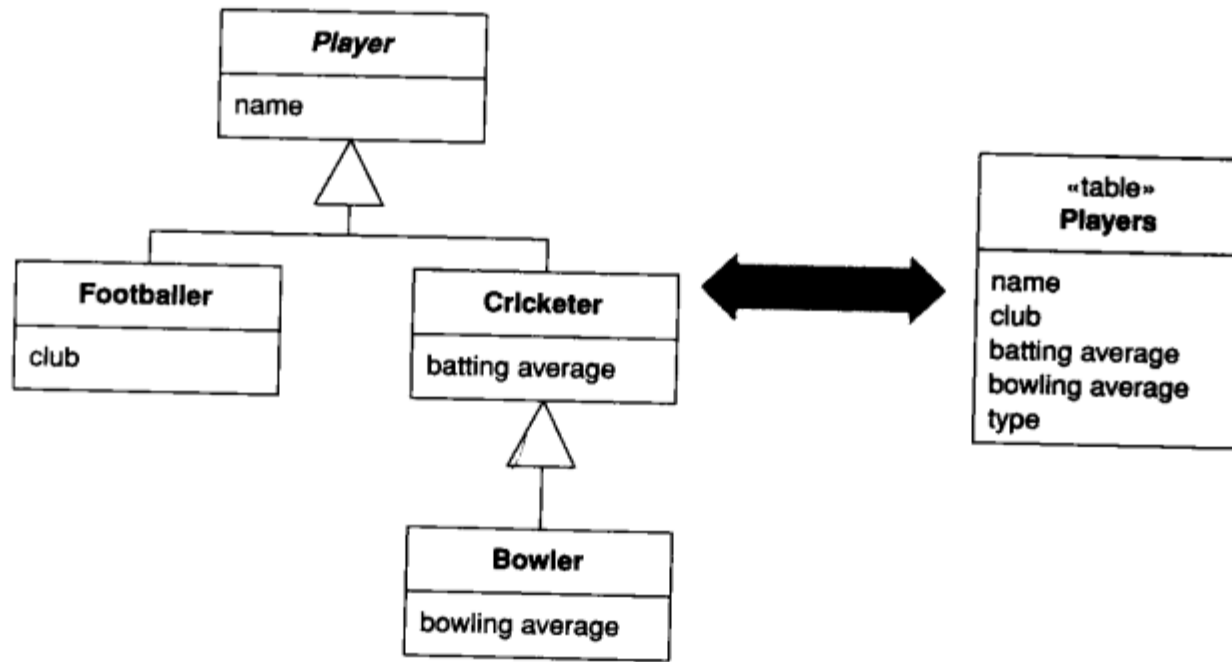 Player
name
Footballer
club
Cricketer
batting average
Bowler
bowling average
«table»
Players
name
club
batting average
bowling average
type